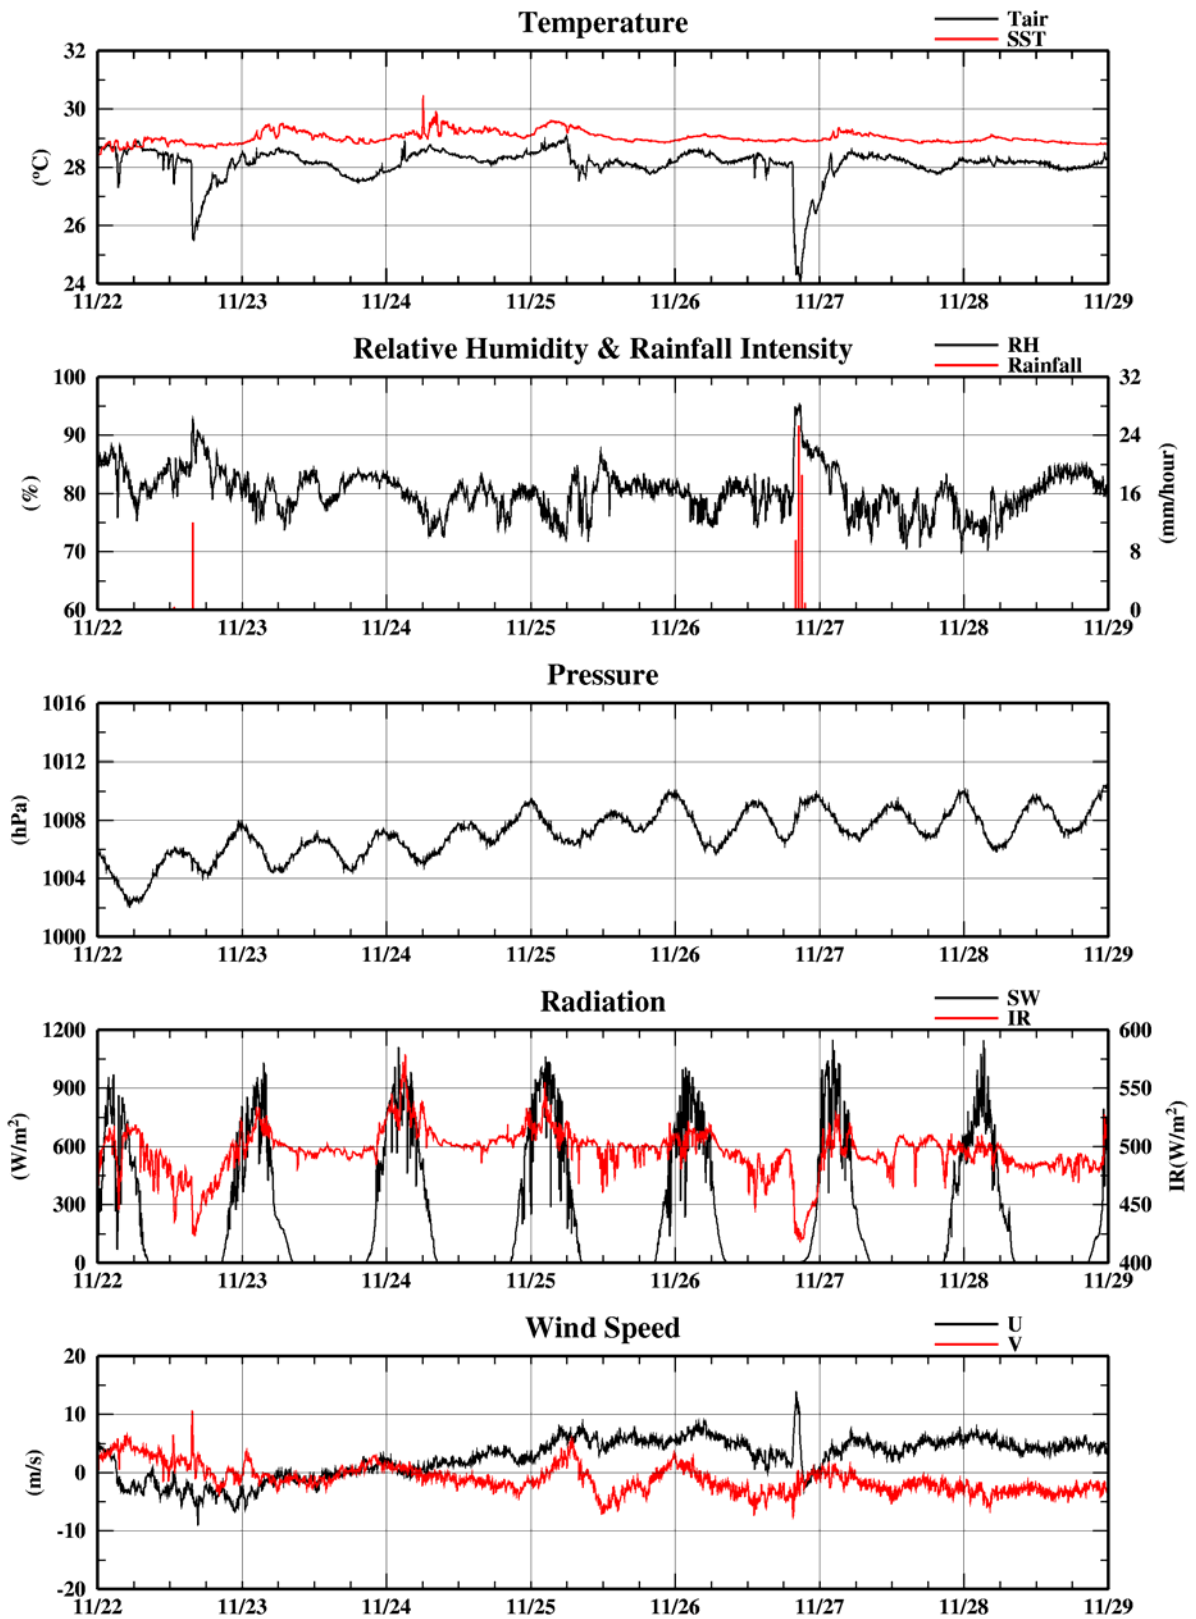 Temperature
Tair
SST
32
30
28
26
24
(°C)
11/22 11/23 11/24 11/25 11/26 11/27 11/28 11/29
Relative Humidity & Rainfall Intensity
RH
Rainfall
100 32
90 24
80 16
70 8
60 0
(%)
(mm/hour)
11/22 11/23 11/24 11/25 11/26 11/27 11/28 11/29
Pressure
1016
1012
1008
1004
1000
(hPa)
11/22 11/23 11/24 11/25 11/26 11/27 11/28 11/29
Radiation
SW
IR
1200 600
900 550
600 500
300 450
0 400
(W/m²)
IR(W/m²)
11/22 11/23 11/24 11/25 11/26 11/27 11/28 11/29
Wind Speed
U
V
20
10
0
-10
-20
(m/s)
11/22 11/23 11/24 11/25 11/26 11/27 11/28 11/29